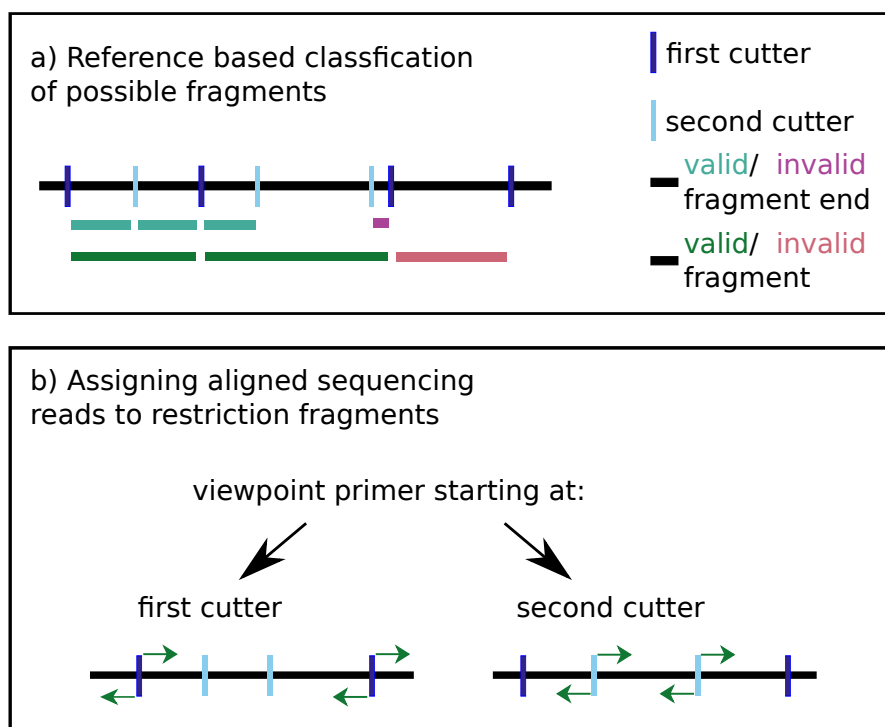 a) Reference based classfication
of possible fragments
first cutter
second cutter
valid/ invalid
fragment end
valid/ invalid
fragment
b) Assigning aligned sequencing
reads to restriction fragments
viewpoint primer starting at:
first cutter
second cutter